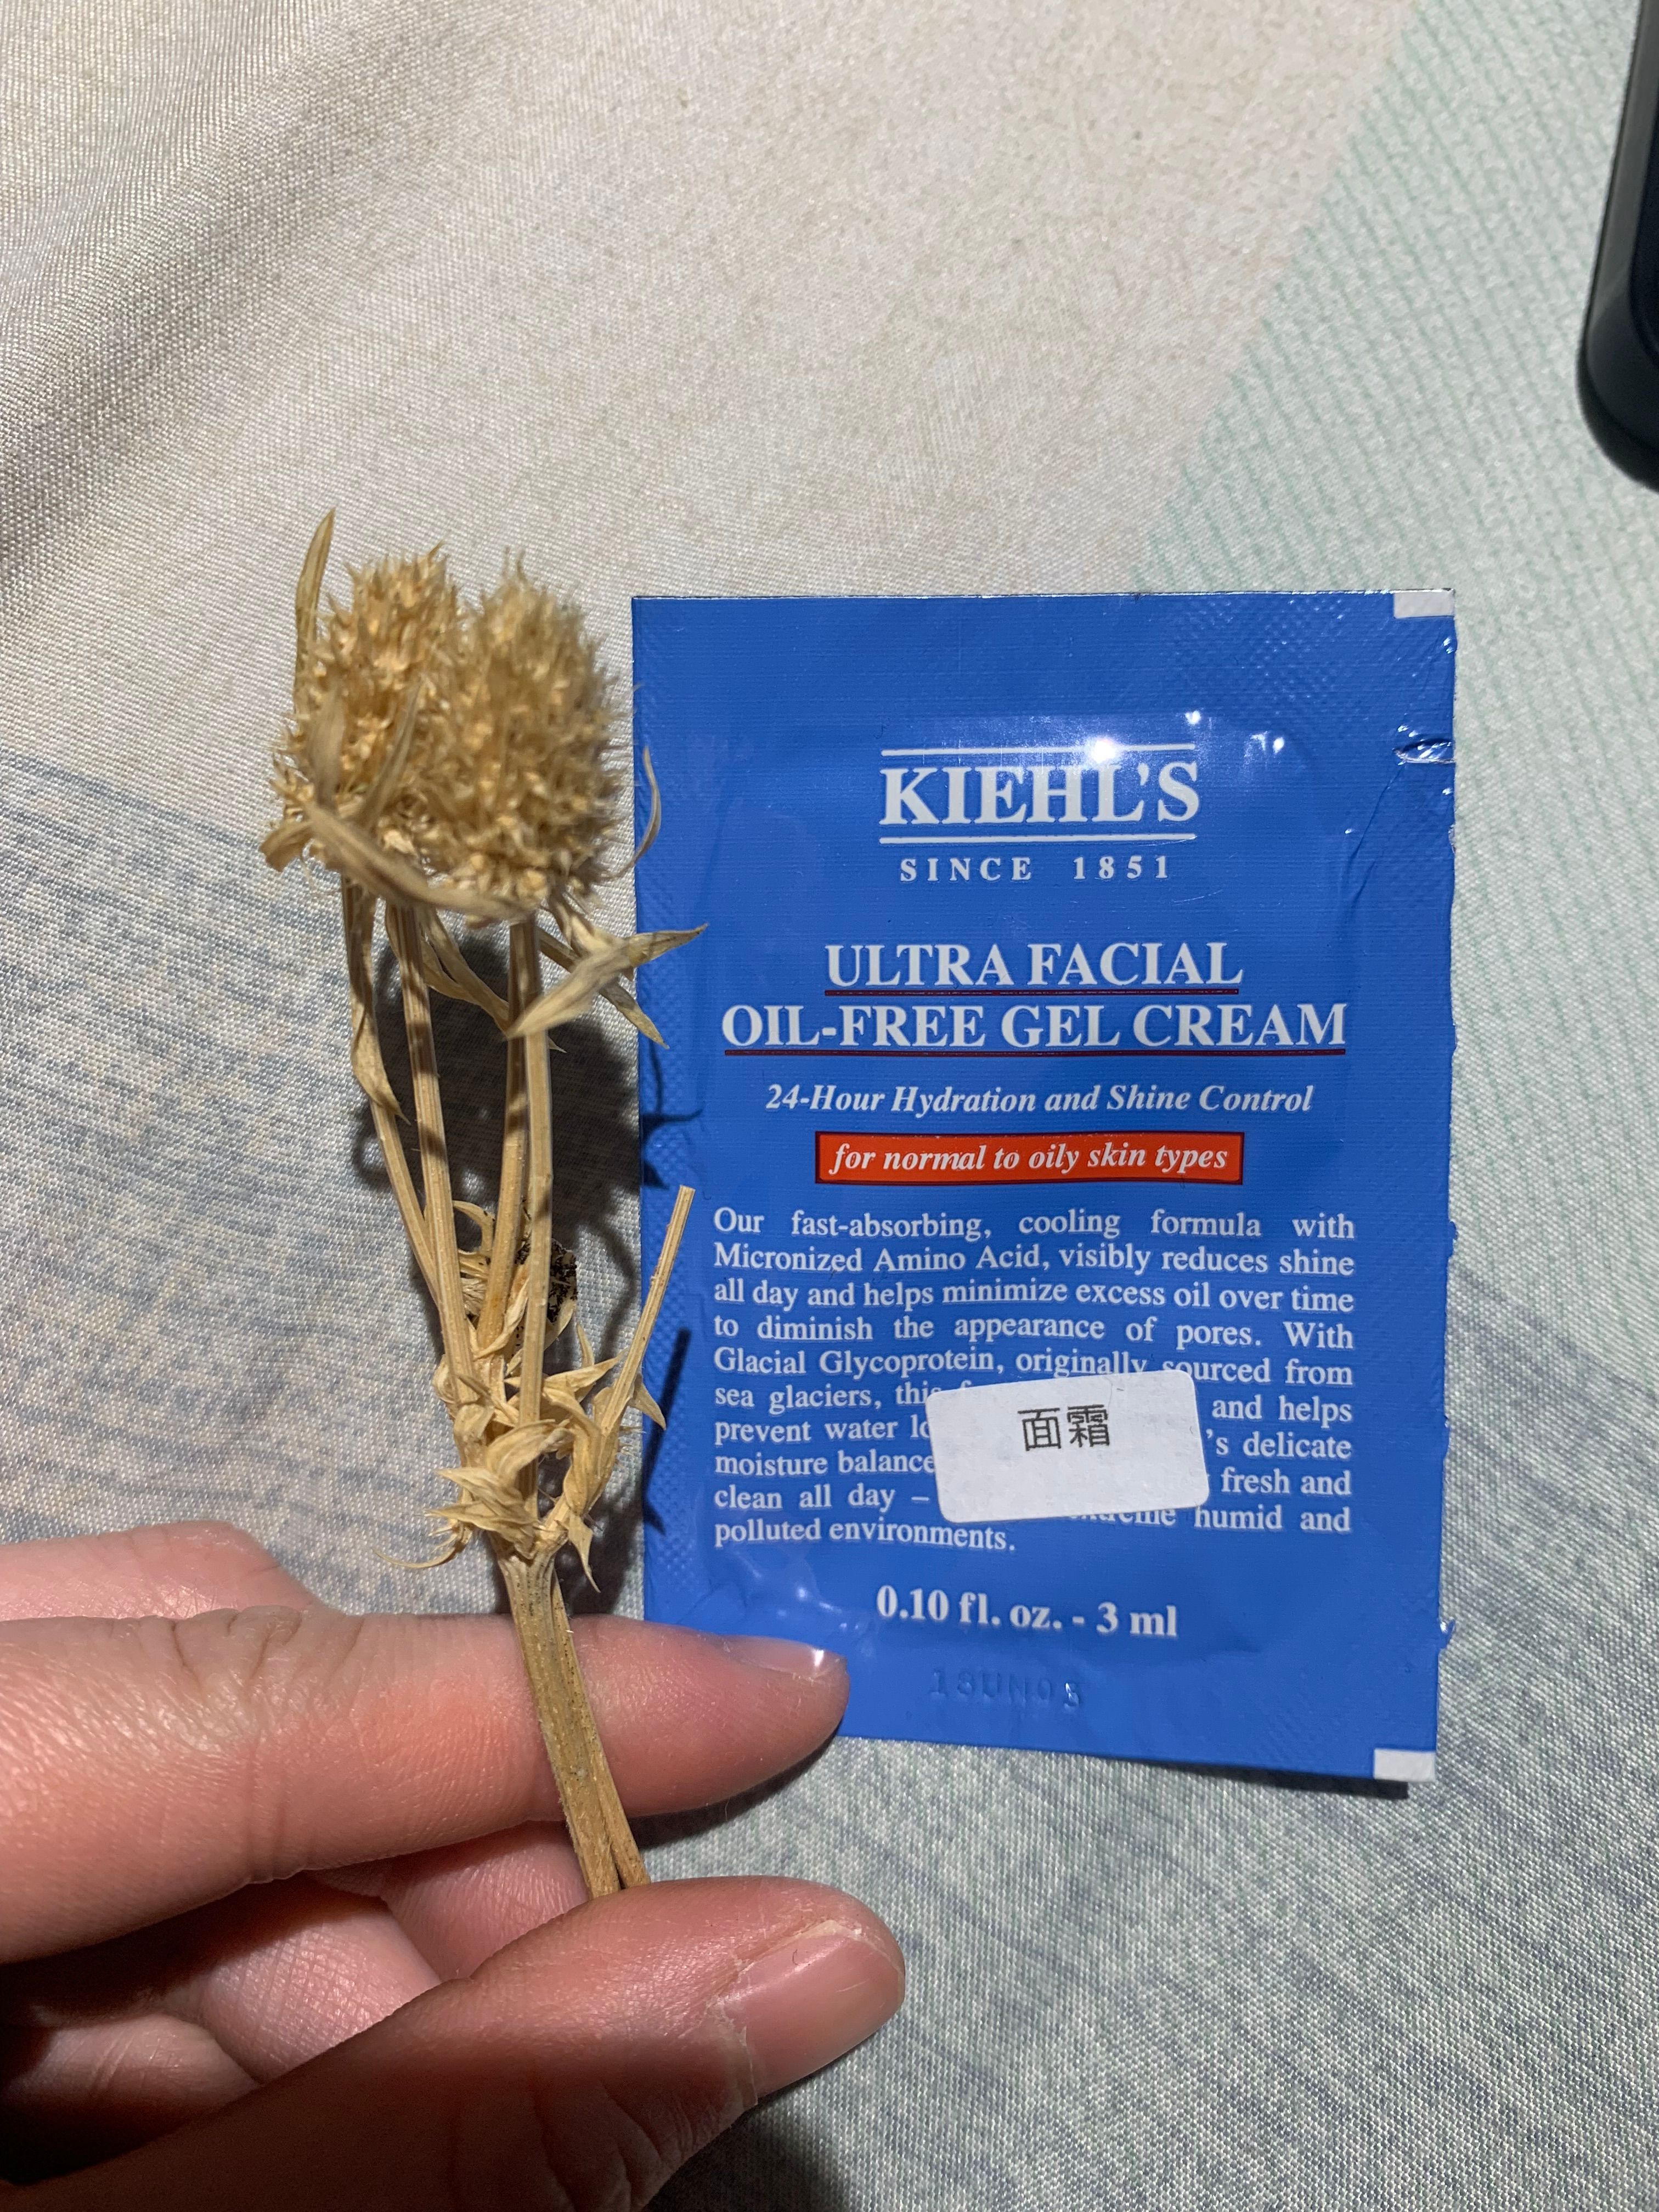 KIEHL'S
SINCE 1851
ULTRA FACIAL
OIL-FREE GEL CREAM
24-Hour Hydration and Shine Control
for normal to oily skin types
Our fast-absorbing, cooling formula with
Micronized Amino Acid, visibly reduces shine
all day and helps minimize excess oil over time
to diminish the appearance of pores. With
Glacial Glycoprotein, originally sourced from
sea glaciers, this and helps
prevent water 's delicate
moisture balance fresh and
clean all day – humid and
polluted environments.
面霜
0.10 fl. oz. - 3 ml